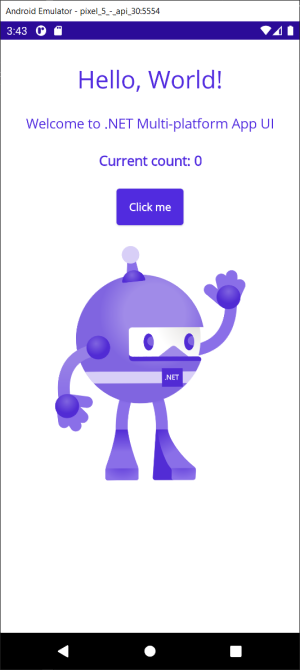 Android Emulator - pixel_5_-_api_30:5554
3:43
Hello, World!
Welcome to .NET Multi-platform App UI
Current count: 0
Click me
.NET